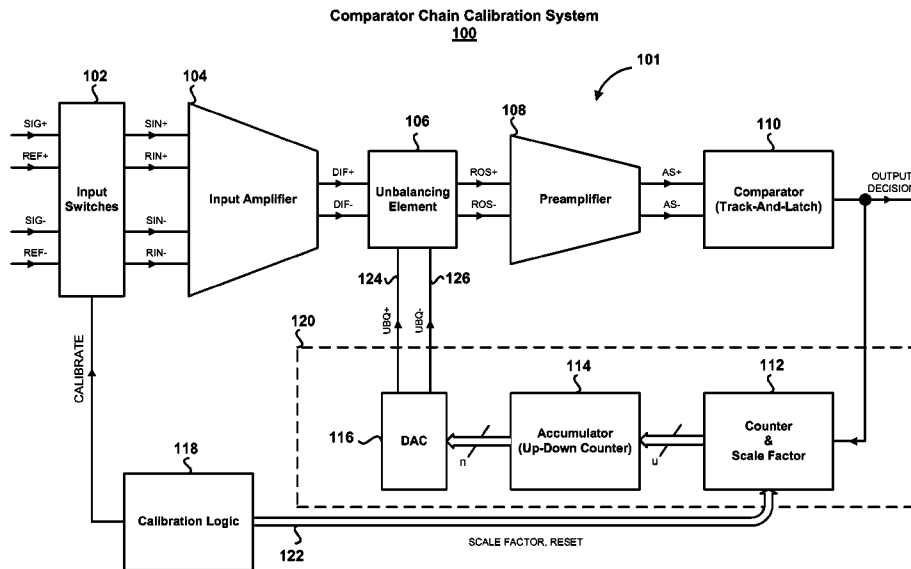 Comparator Chain Calibration System
100
101
102
104
106
108
110
SIG+
REF+
SIG-
REF-
Input
Switches
SIN+
RIN+
SIN-
RIN-
Input Amplifier
DIF+
DIF-
Unbalancing
Element
ROS+
ROS-
Preamplifier
AS+
AS-
Comparator
(Track-And-Latch)
OUTPUT
DECISION
124
126
UBQ+
UBQ-
CALIBRATE
120
116
DAC
n
114
Accumulator
(Up-Down Counter)
u
112
Counter
&
Scale Factor
118
Calibration Logic
122
SCALE FACTOR, RESET